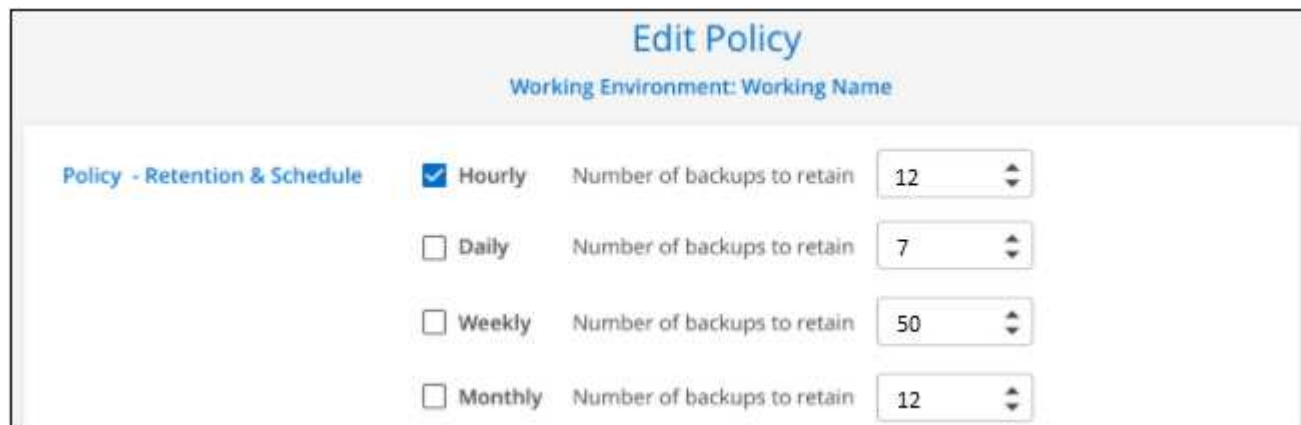 Edit Policy
Working Environment: Working Name
Policy - Retention & Schedule Hourly Number of backups to retain 12
Daily Number of backups to retain 7
Weekly Number of backups to retain 50
Monthly Number of backups to retain 12